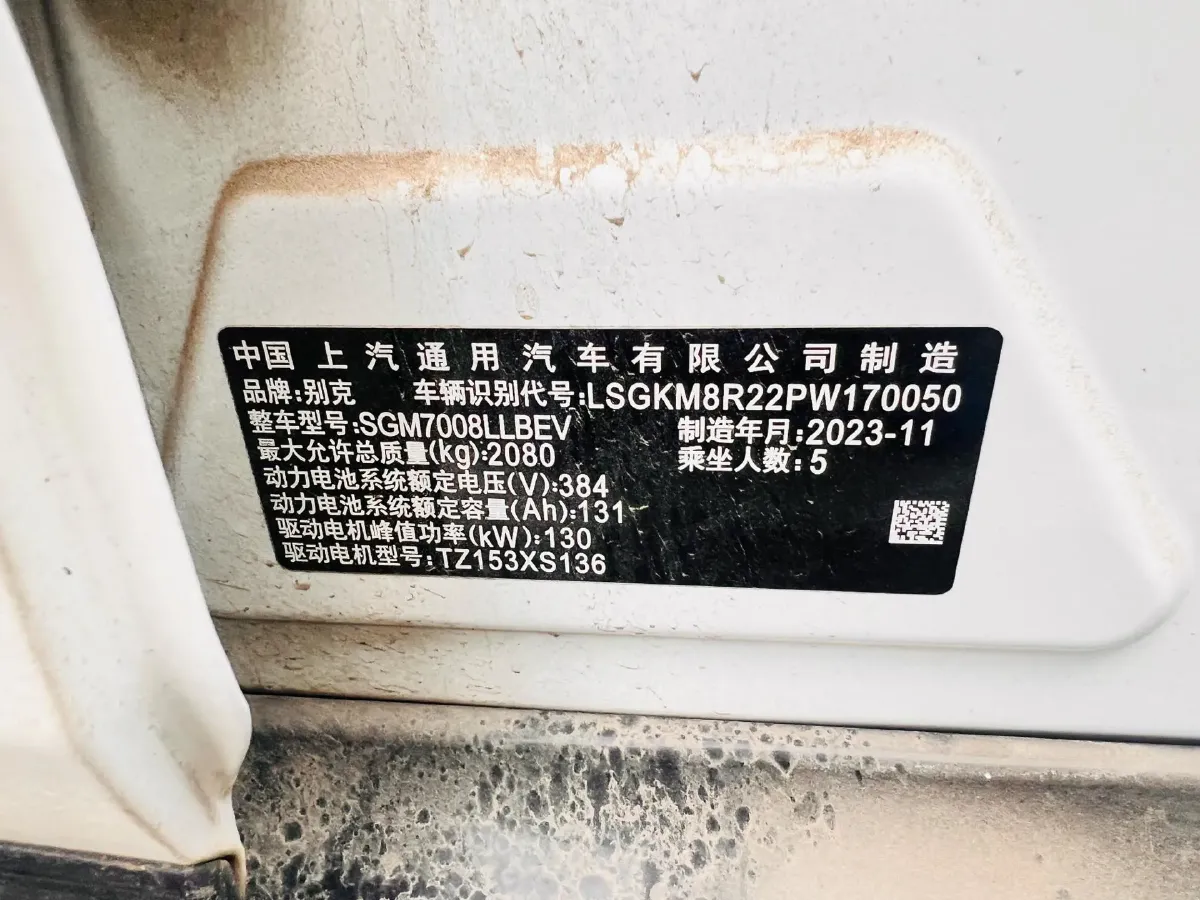 中国上汽通用汽车有限公司制造
品牌:别克 车辆识别代号:LSGKM8R22PW170050
整车型号:SGM7008LLBEV 制造年月:2023-11
最大允许总质量(kg):2080 乘坐人数:5
动力电池系统额定电压(V):384
动力电池系统额定容量(Ah):131
驱动电机峰值功率(kW):130
驱动电机型号:TZ153XS136